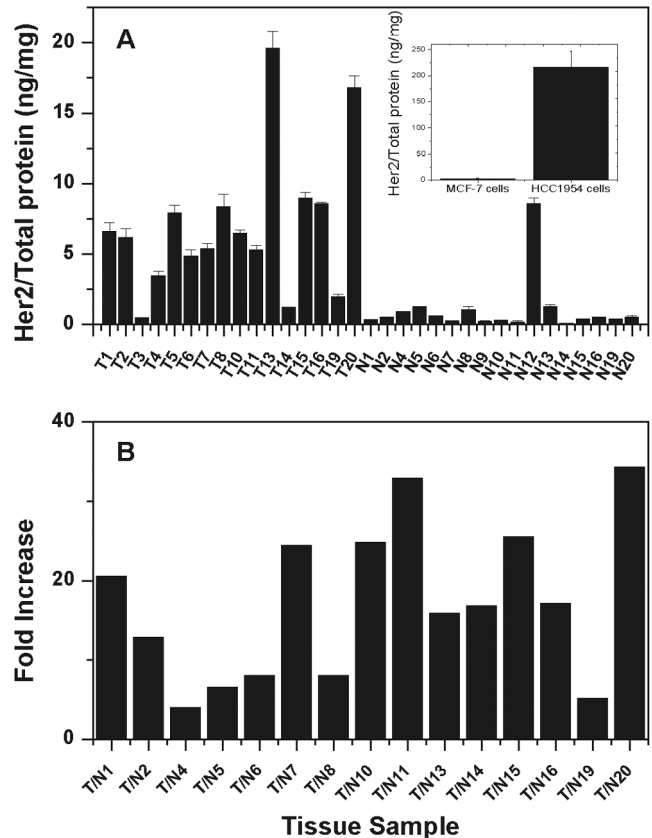 A
Her2/Total protein (ng/mg)
20
15
10
5
0
Her2/Total protein (ng/mg)
250
200
150
100
50
0
MCF-7 cells HCC1954 cells
T1 T2 T3 T4 T5 T6 T7 T8 T10 T11 T13 T14 T15 T16 T19 T20 N1 N2 N4 N5 N6 N7 N8 N9 N10 N11 N12 N13 N14 N15 N16 N19 N20
B
Fold Increase
40
20
0
T/N1 T/N2 T/N4 T/N5 T/N6 T/N7 T/N8 T/N10 T/N11 T/N13 T/N14 T/N15 T/N16 T/N19 T/N20
Tissue Sample